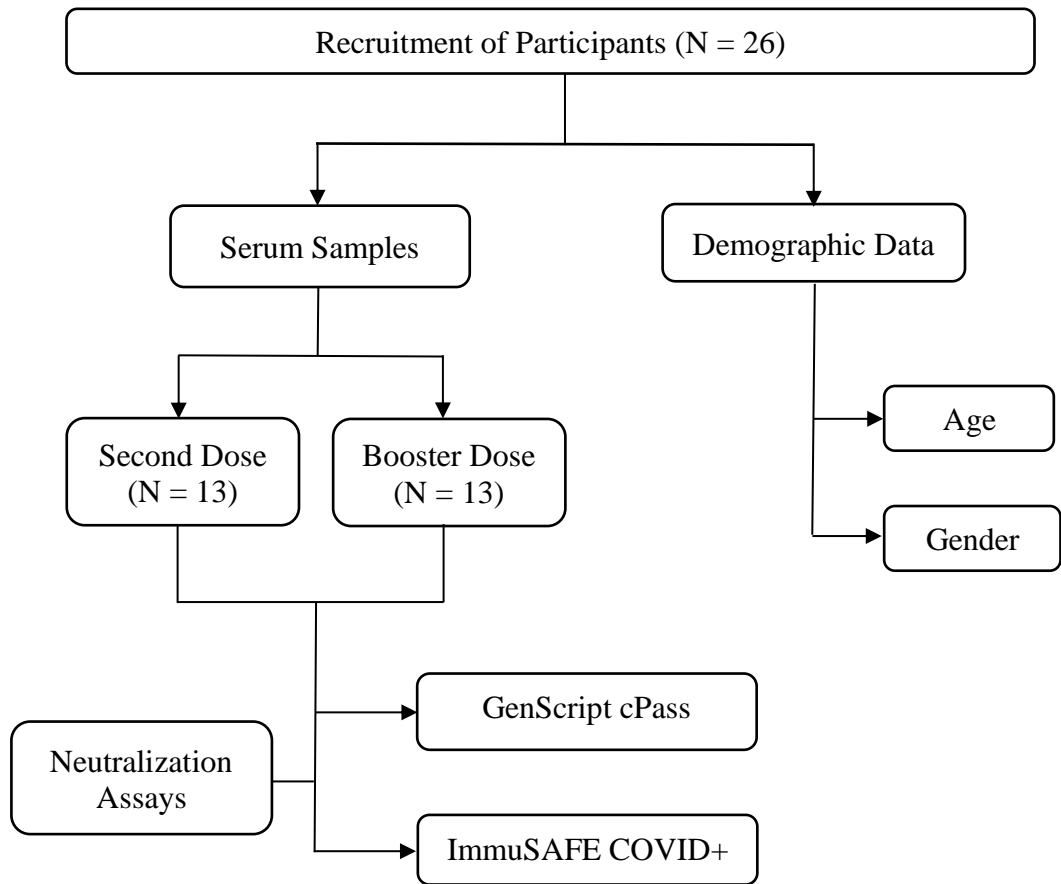 Recruitment of Participants (N = 26)
Serum Samples
Demographic Data
Second Dose
(N = 13)
Booster Dose
(N = 13)
Age
Gender
GenScript cPass
Neutralization
Assays
ImmuSAFE COVID+